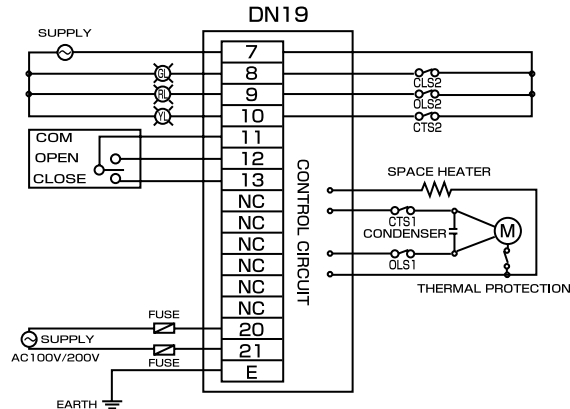 DN19
SUPPLY
7
GL
8
CLS2
RL
9
OLS2
YL
10
CTS2
COM
11
OPEN
12
CLOSE
13
NC
NC
NC
NC
NC
NC
20
21
E
CONTROL CIRCUIT
SPACE HEATER
CTS1
CONDENSER
M
OLS1
THERMAL PROTECTION
FUSE
SUPPLY
AC100V/200V
FUSE
EARTH